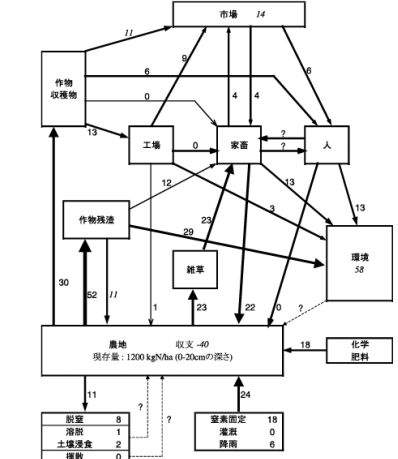 市場 14
11
9
6
4
4
6
作物
収穫物
0
13
工場
0
家畜
?
?
人
12
3
13
13
作物残渣
29
23
雑草
環境
58
30
52
11
1
23
22
0
?
農地 収支 -40
現存量 : 1200 kgN/ha (0-20cmの深さ)
18
化学
肥料
11
?
?
24
脱窒 8
溶脱 1
土壌浸食 2
揮散 0
窒素固定 18
灌漑 0
降雨 6